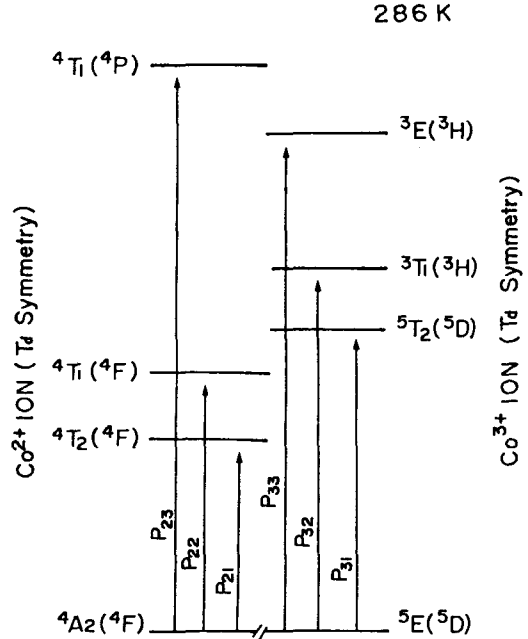 286 K
⁴T₁(⁴P)
³E(³H)
³T₁(³H)
⁵T₂(⁵D)
⁴T₁(⁴F)
⁴T₂(⁴F)
Co²⁺ ION (Td Symmetry)
Co³⁺ ION (Td Symmetry)
P₂₃
P₂₂
P₂₁
P₃₃
P₃₂
P₃₁
⁴A₂(⁴F)
⁵E(⁵D)